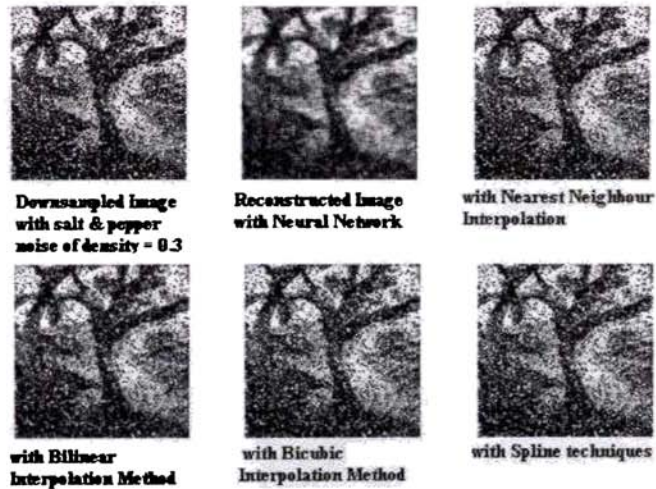 Downsampled Image
with salt & pepper
noise of density = 0.3
Reconstructed Image
with Neural Network
with Nearest Neighbour
Interpolation
with Bilinear
Interpolation Method
with Bicubic
Interpolation Method
with Spline techniques